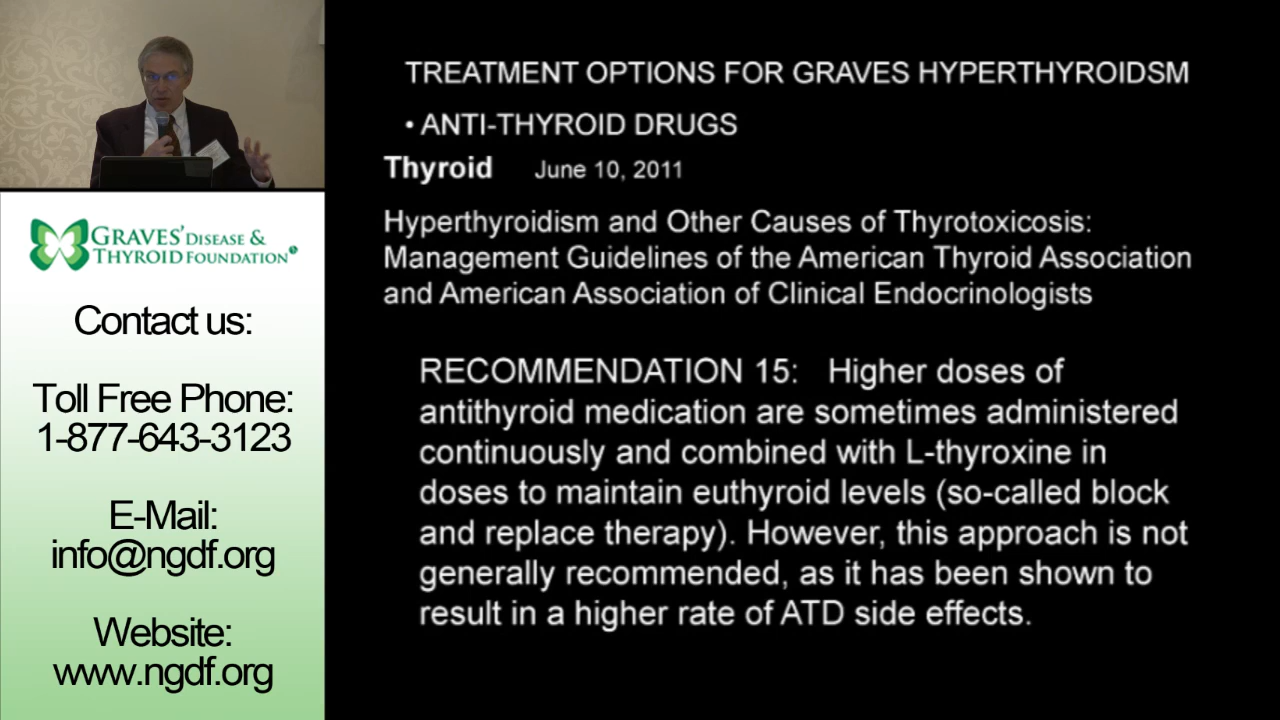 GRAVES' DISEASE &
THYROID FOUNDATION
Contact us:
Toll Free Phone:
1-877-643-3123
E-Mail:
info@ngdf.org
Website:
www.ngdf.org
TREATMENT OPTIONS FOR GRAVES HYPERTHYROIDSM
• ANTI-THYROID DRUGS
Thyroid June 10, 2011
Hyperthyroidism and Other Causes of Thyrotoxicosis:
Management Guidelines of the American Thyroid Association
and American Association of Clinical Endocrinologists
RECOMMENDATION 15: Higher doses of
antithyroid medication are sometimes administered
continuously and combined with L-thyroxine in
doses to maintain euthyroid levels (so-called block
and replace therapy). However, this approach is not
generally recommended, as it has been shown to
result in a higher rate of ATD side effects.